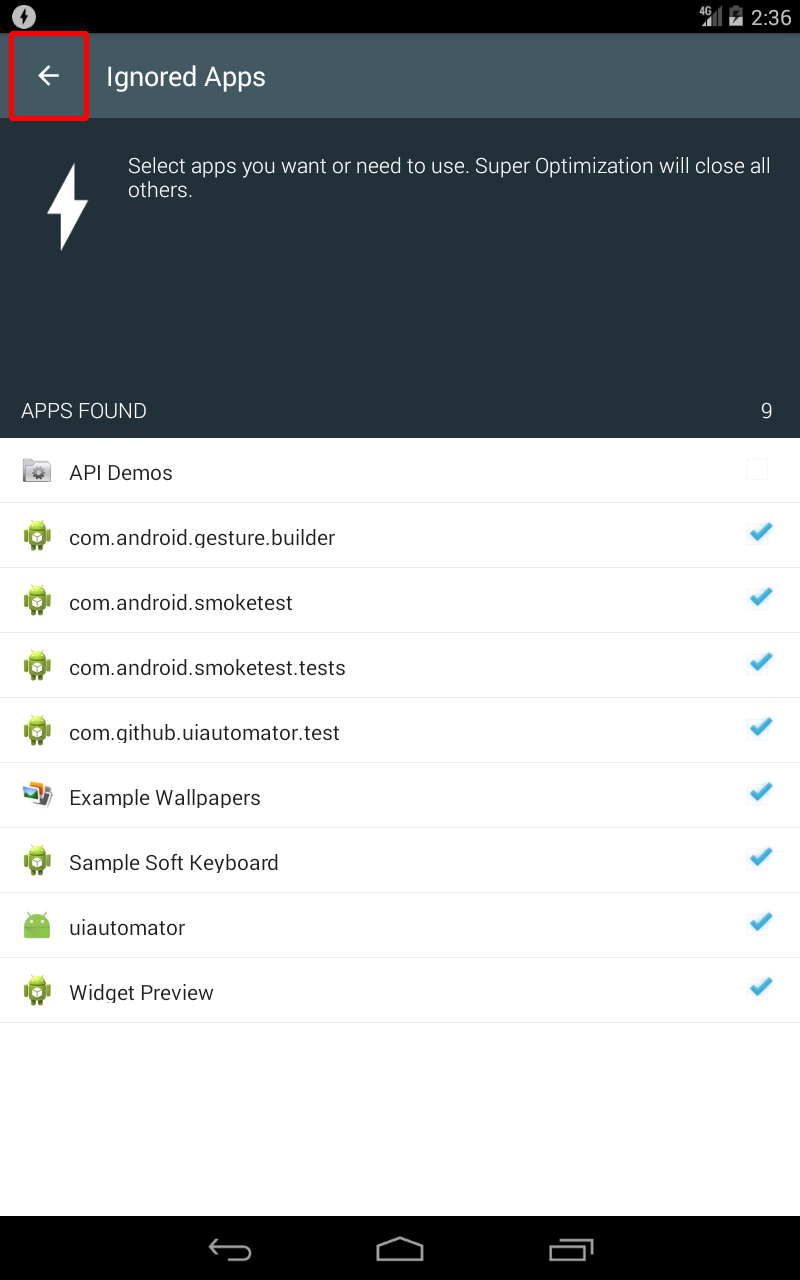 4G 2:36
Ignored Apps
Select apps you want or need to use. Super Optimization will close all
others.
APPS FOUND 9
API Demos
com.android.gesture.builder
com.android.smoketest
com.android.smoketest.tests
com.github.uiautomator.test
Example Wallpapers
Sample Soft Keyboard
uiautomator
Widget Preview